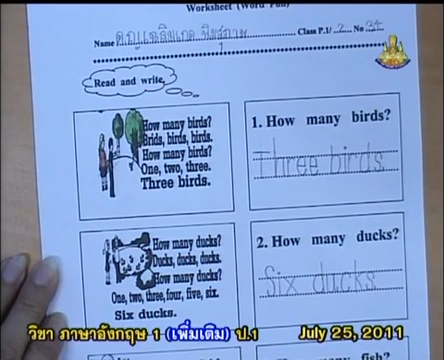 Worksheet (Word Fun)
Name Class P.1/ 2 No 34
1
Read and write.
How many birds?
Brids, birds, birds.
How many birds?
One, two, three.
Three birds.
1. How many birds?
Three birds.
How many ducks?
Ducks, ducks, ducks.
How many ducks?
One, two, three, four, five, six.
Six ducks.
2. How many ducks?
Six ducks
วิชา ภาษาอังกฤษ 1 (เพิ่มเติม) ป.1 July 25, 2011
many fish?